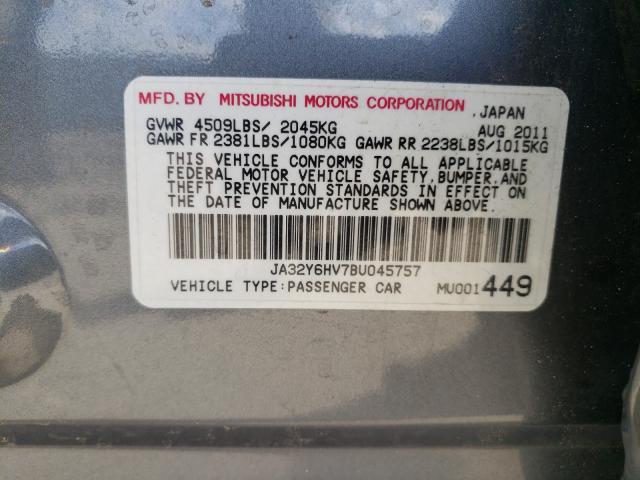 MFD. BY MITSUBISHI MOTORS CORPORATION , JAPAN
GVWR 4509LBS/ 2045KG AUG 2011
GAWR FR 2381LBS/1080KG GAWR RR 2238LBS/1015KG
THIS VEHICLE CONFORMS TO ALL APPLICABLE
FEDERAL MOTOR VEHICLE SAFETY,BUMPER,AND
THEFT PREVENTION STANDARDS IN EFFECT ON
THE DATE OF MANUFACTURE SHOWN ABOVE.
JA32Y6HV7BU045757
VEHICLE TYPE:PASSENGER CAR MU001449